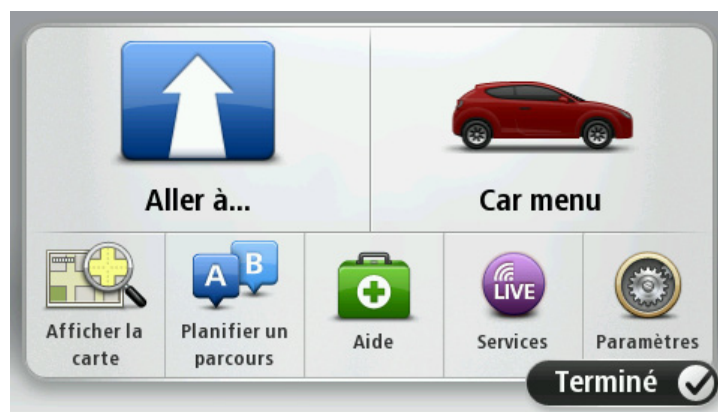 Aller à...
Car menu
A
B
LIVE
Afficher la
carte
Planifier un
parcours
Aide
Services
Paramètres
Terminé